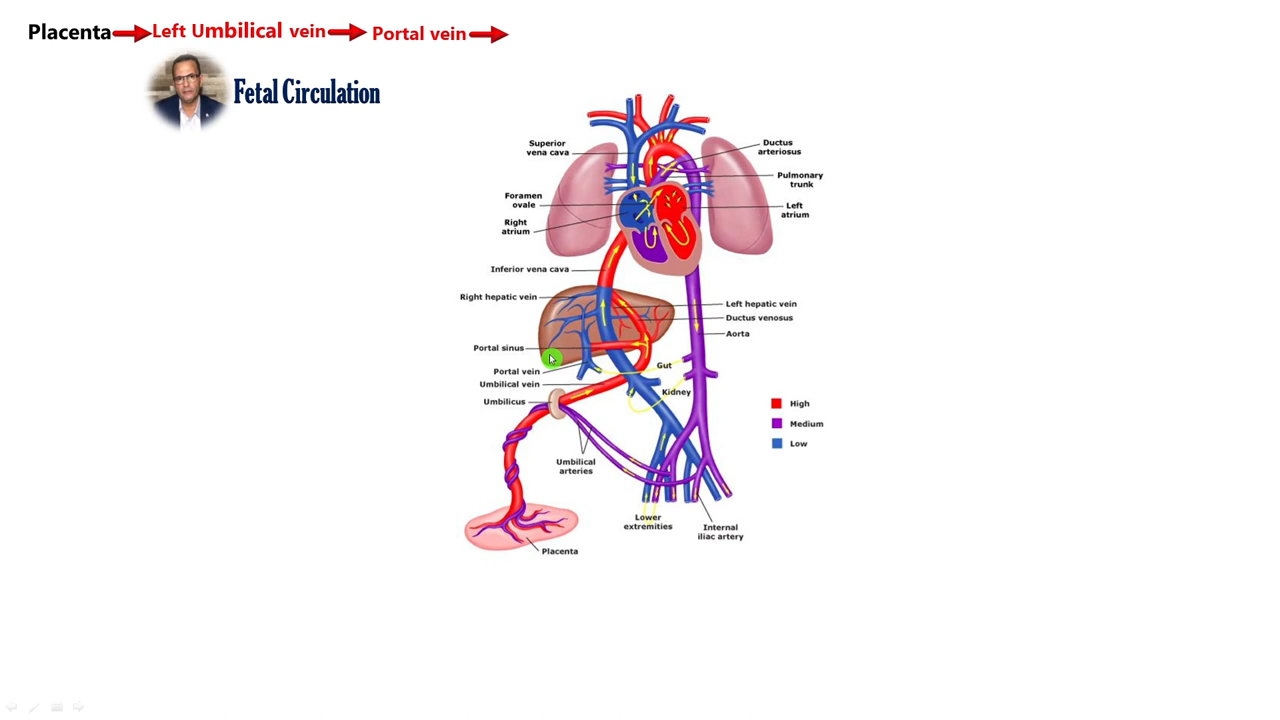 Placenta
Left Umbilical vein
Portal vein
Fetal Circulation
Superior
vena cava
Ductus
arteriosus
Pulmonary
trunk
Foramen
ovale
Left
atrium
Right
atrium
Inferior vena cava
Right hepatic vein
Left hepatic vein
Ductus venosus
Aorta
Portal sinus
Portal vein
Gut
Umbilical vein
Kidney
Umbilicus
High
Medium
Low
Umbilical
arteries
Lower
extremities
Internal
iliac artery
Placenta